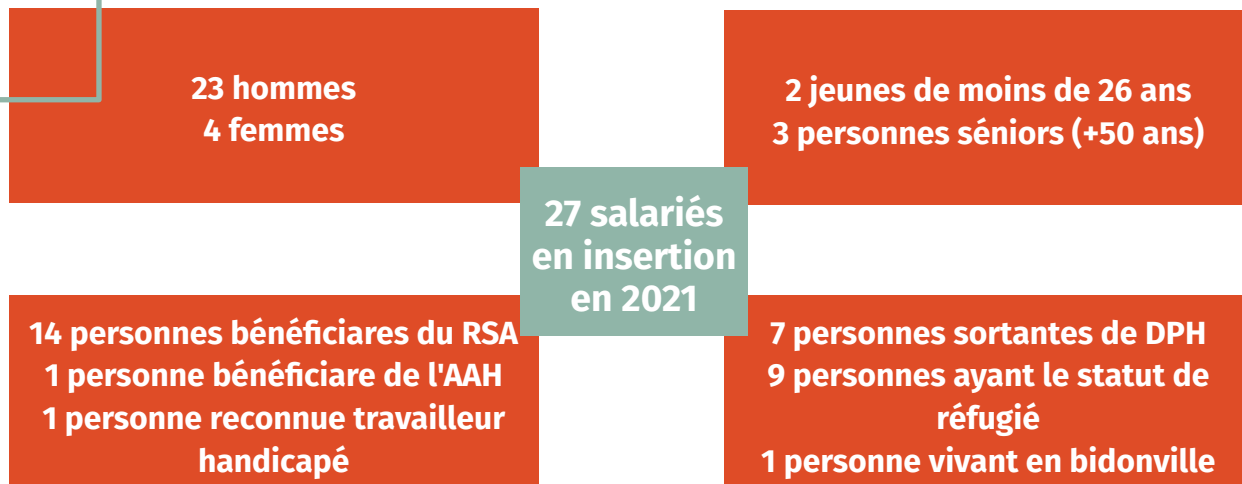 23 hommes
4 femmes
2 jeunes de moins de 26 ans
3 personnes séniors (+50 ans)
27 salariés
en insertion
en 2021
14 personnes bénéficiares du RSA
1 personne bénéficiare de l'AAH
1 personne reconnue travailleur
handicapé
7 personnes sortantes de DPH
9 personnes ayant le statut de
réfugié
1 personne vivant en bidonville